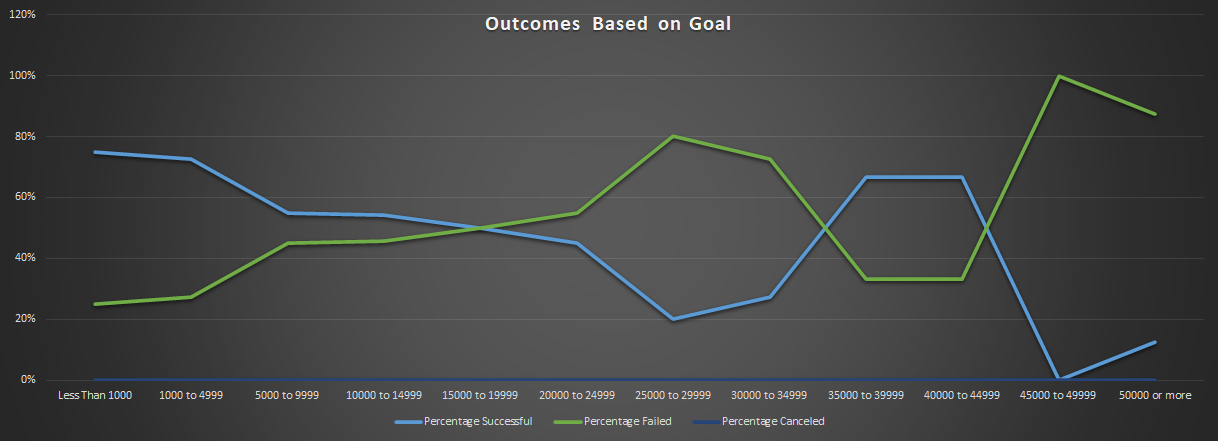 Outcomes Based on Goal
120%
100%
80%
60%
40%
20%
0%
Less Than 1000 1000 to 4999 5000 to 9999 10000 to 14999 15000 to 19999 20000 to 24999 25000 to 29999 30000 to 34999 35000 to 39999 40000 to 44999 45000 to 49999 50000 or more
Percentage Successful Percentage Failed Percentage Canceled